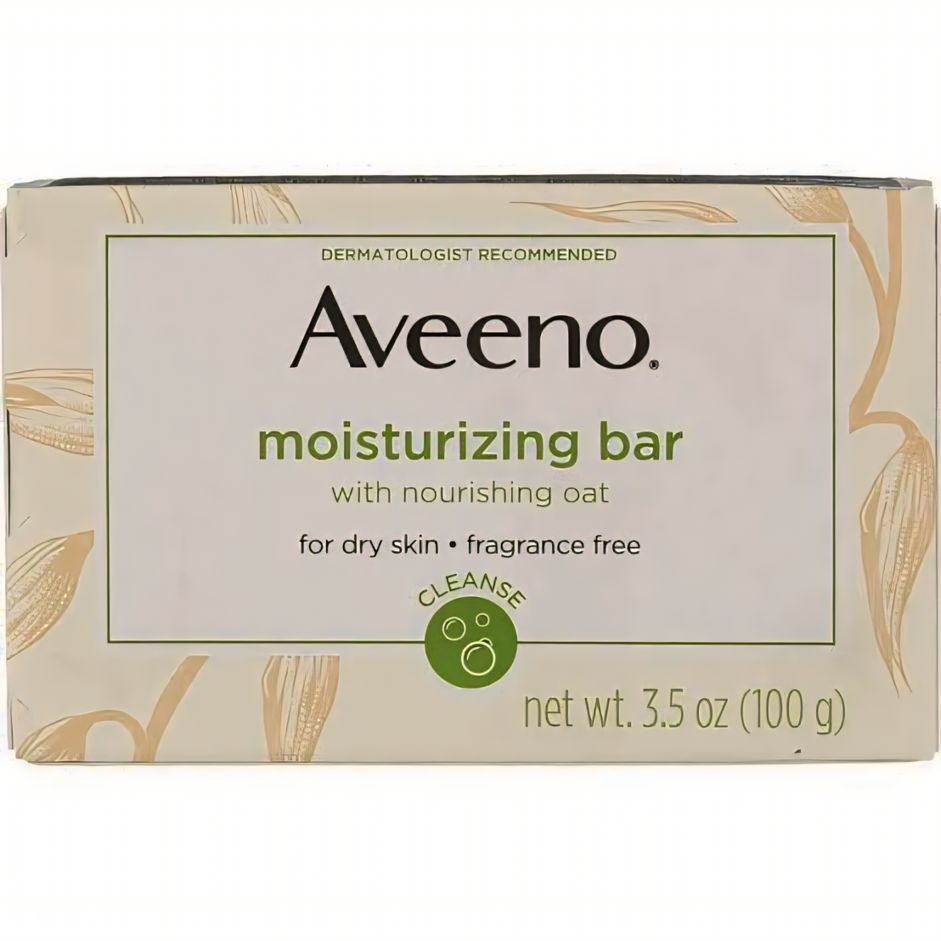 DERMATOLOGIST RECOMMENDED
Aveeno®
moisturizing bar
with nourishing oat
for dry skin • fragrance free
CLEANSE
net wt. 3.5 oz (100 g)